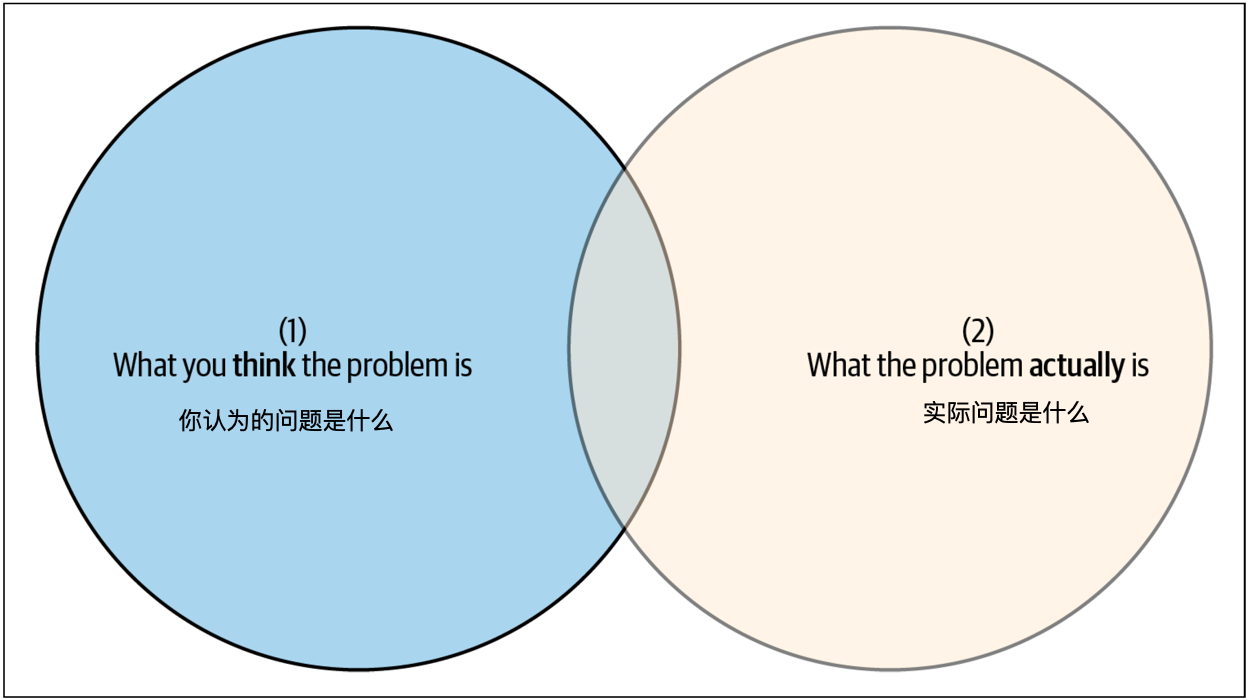 (1)
What you think the problem is
你认为的问题是什么
(2)
What the problem actually is
实际问题是什么